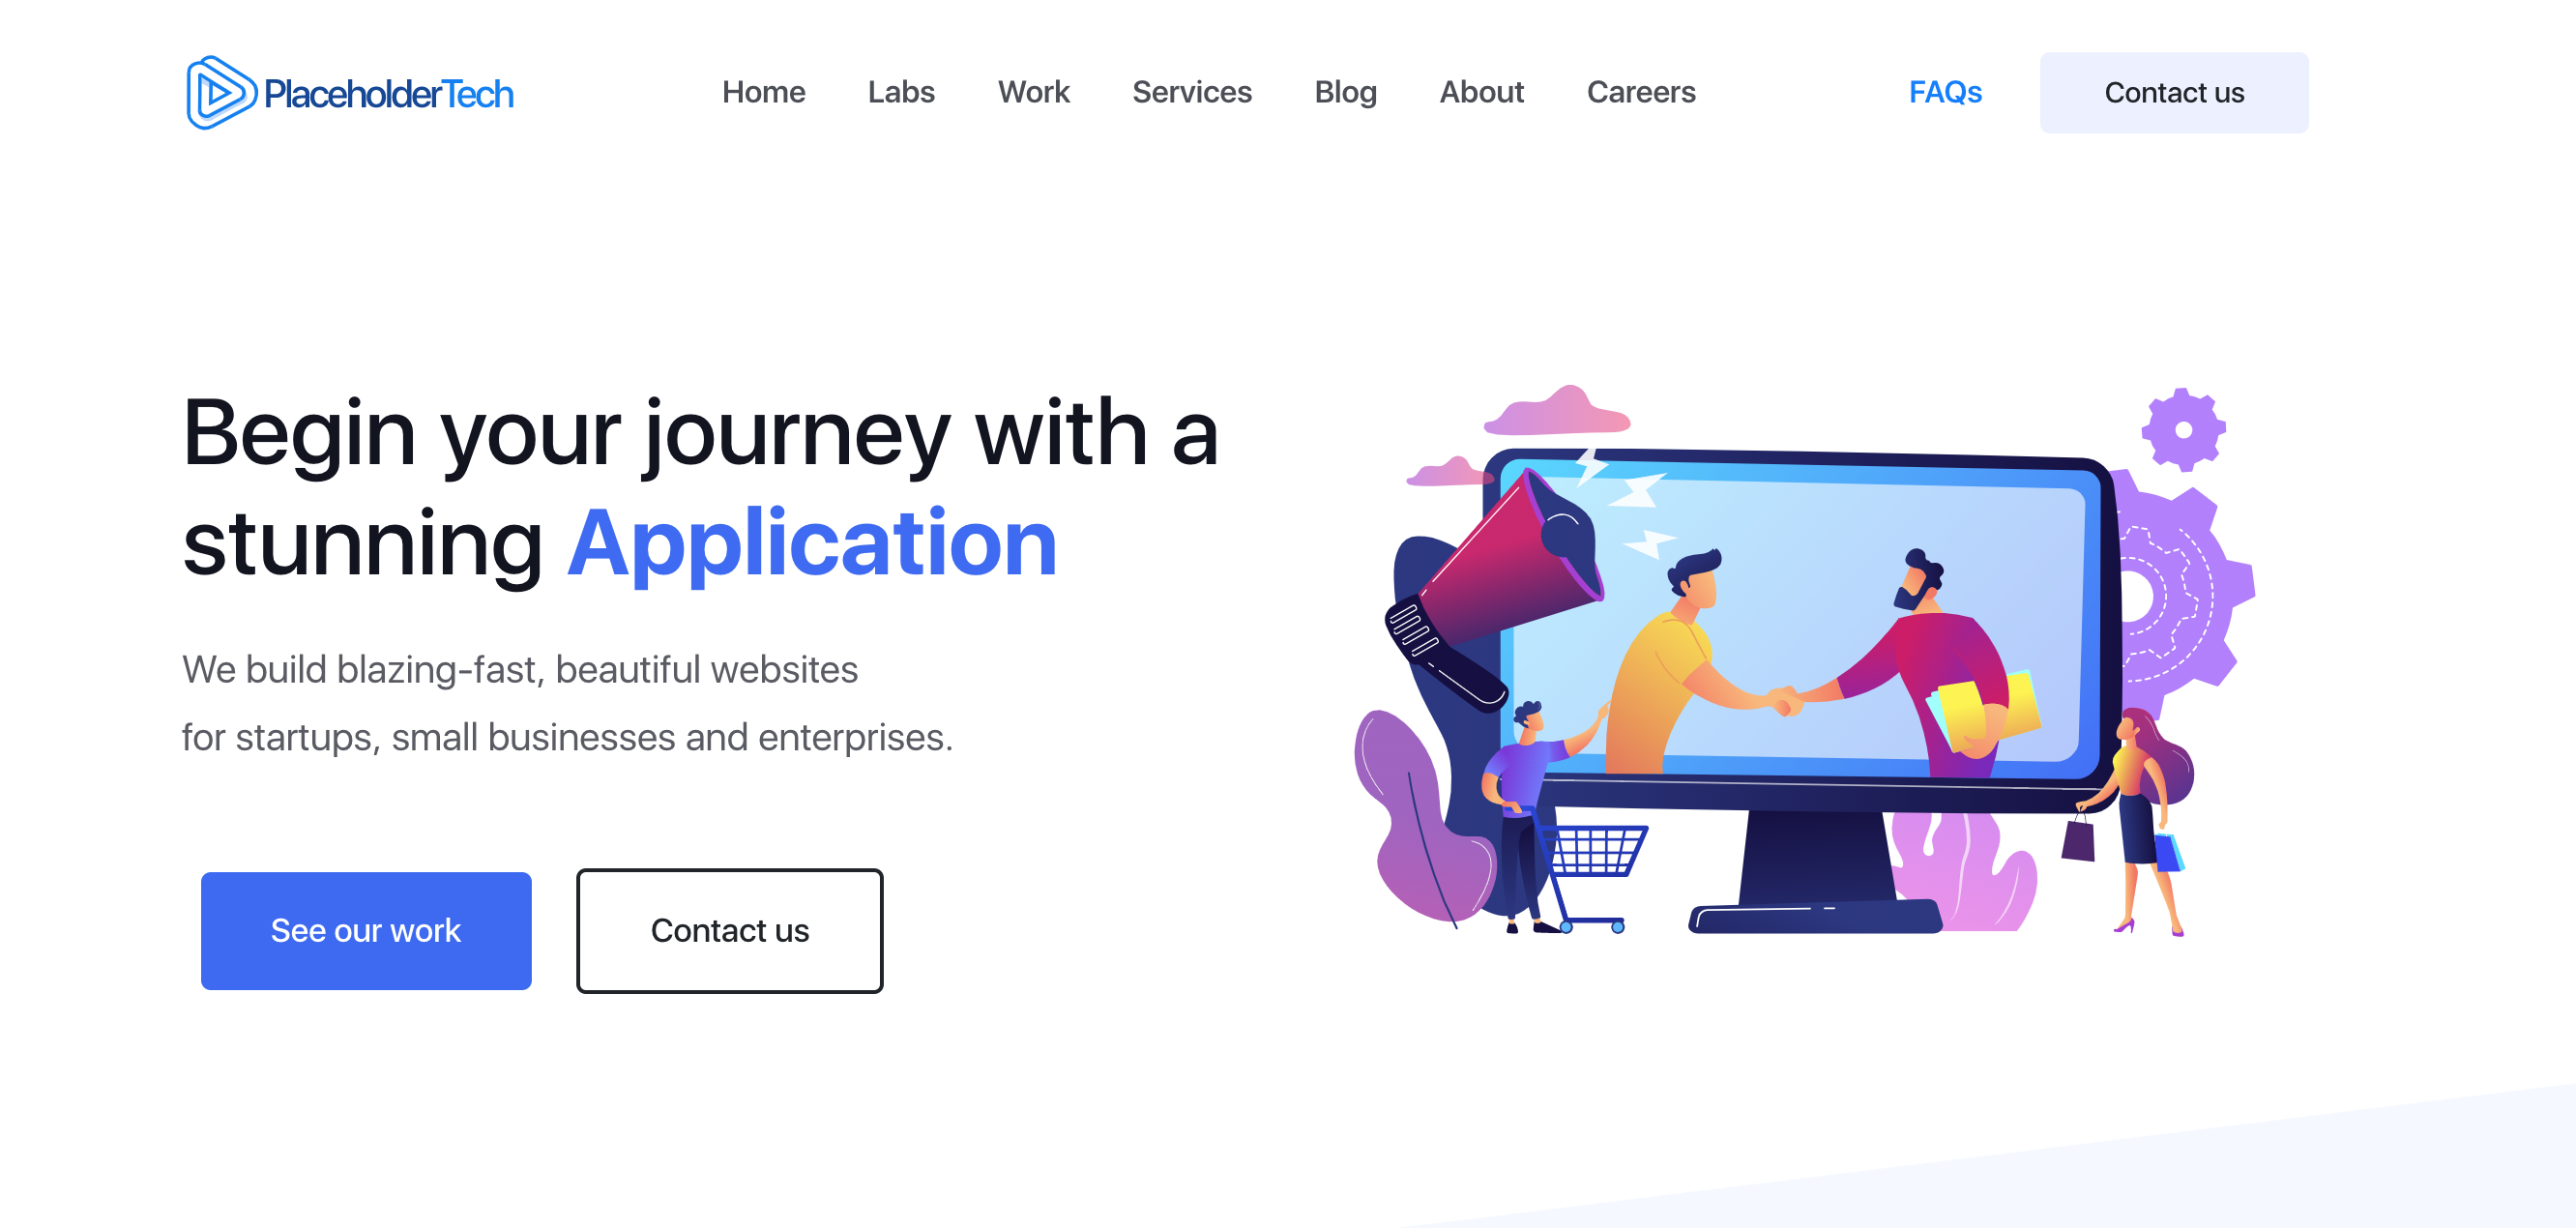 PlaceholderTech Home Labs Work Services Blog About Careers FAQs Contact us
Begin your journey with a
stunning Application
We build blazing-fast, beautiful websites
for startups, small businesses and enterprises.
See our work Contact us